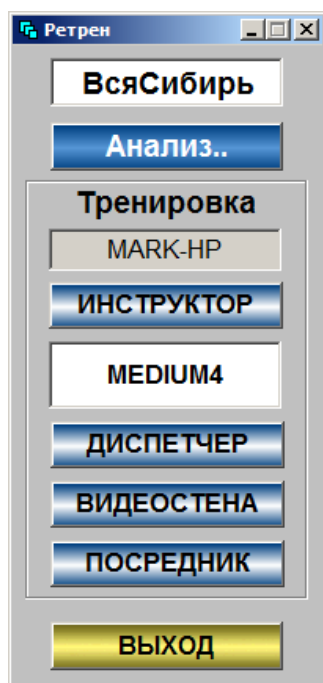 Ретрен
ВсяСибирь
Анализ..
Тренировка
MARK-HP
ИНСТРУКТОР
MEDIUM4
ДИСПЕТЧЕР
ВИДЕОСТЕНА
ПОСРЕДНИК
ВЫХОД